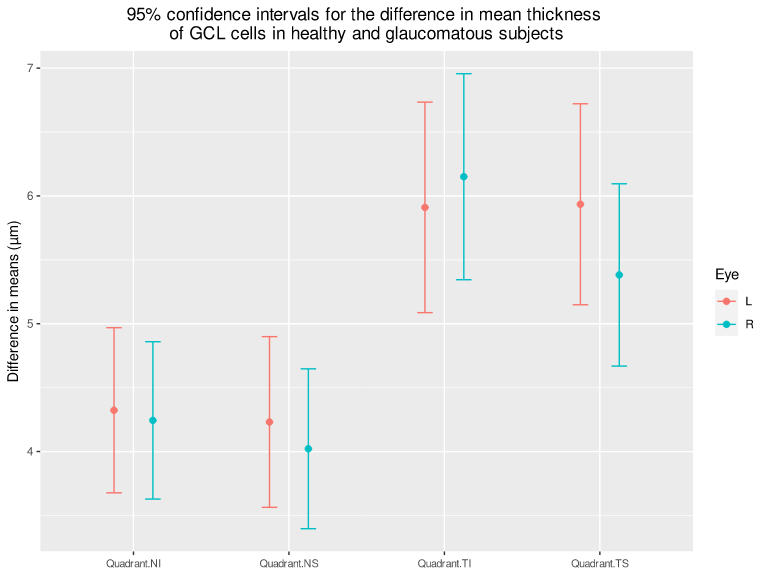 95% confidence intervals for the difference in mean thickness
of GCL cells in healthy and glaucomatous subjects
Difference in means (µm)
7
6
5
4
Quadrant.NI
Quadrant.NS
Quadrant.TI
Quadrant.TS
Eye
L
R